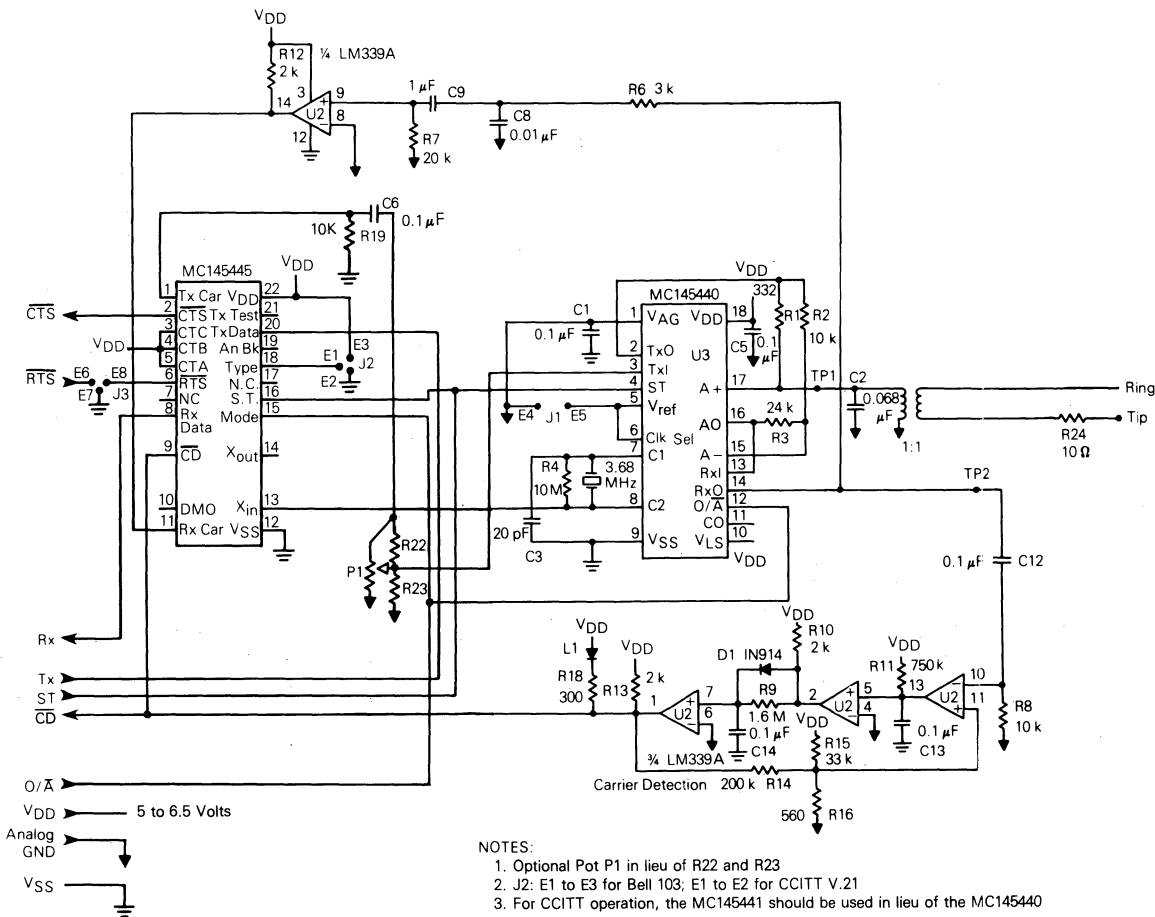 VDD
R12
2 k
¼ LM339A
3
14
U2
+
−
9
8
12
1 µF
C9
R7
20 k
C8
0.01 µF
R6 3 k
C6
0.1 µF
10K
R19
MC145445
VDD
1 Tx Car VDD 22
2 CTS Tx Test 21
3 CTC TxData 20
4 CTB An Bk 19
5 CTA Type 18
6 RTS N.C. 17
7 NC S.T. 16
8 Rx Data Mode 15
9 CD Xout 14
10 DMO Xin 13
11 Rx Car VSS 12
CTS
VDD
RTS
E6
E8
E7
J3
E3
E1
J2
E2
C1
0.1 µF
E4
J1
E5
R4
10 M
3.68
MHz
20 pF
C3
MC145440
U3
1 VAG VDD 18
2 TxO
3 TxI
4 ST A+ 17
5 Vref
6 Clk Sel AO 16
7 C1 A− 15
RxI 13
RxO 14
8 C2 O/A 12
CO 11
9 VSS VLS 10
VDD
VDD
332
R1
R2
10 k
C5
0.1
µF
24 k
R3
TP1
C2
0.068
µF
1:1
Ring
Tip
R24
10 Ω
TP2
0.1 µF
C12
P1
R22
R23
Rx
Tx
ST
CD
O/A
VDD
5 to 6.5 Volts
Analog
GND
VSS
VDD
L1
R18
300
VDD
2 k
R13
1
U2
+
−
7
6
D1 IN914
R9
1.6 M
0.1 µF
C14
VDD
R10
2 k
2
U2
+
−
5
4
VDD
R11
750 k
13
U2
−
+
10
11
0.1 µF
C13
R8
10 k
VDD
R15
33 k
¾ LM339A
Carrier Detection
200 k R14
560
R16
NOTES:
1. Optional Pot P1 in lieu of R22 and R23
2. J2: E1 to E3 for Bell 103; E1 to E2 for CCITT V.21
3. For CCITT operation, the MC145441 should be used in lieu of the MC145440